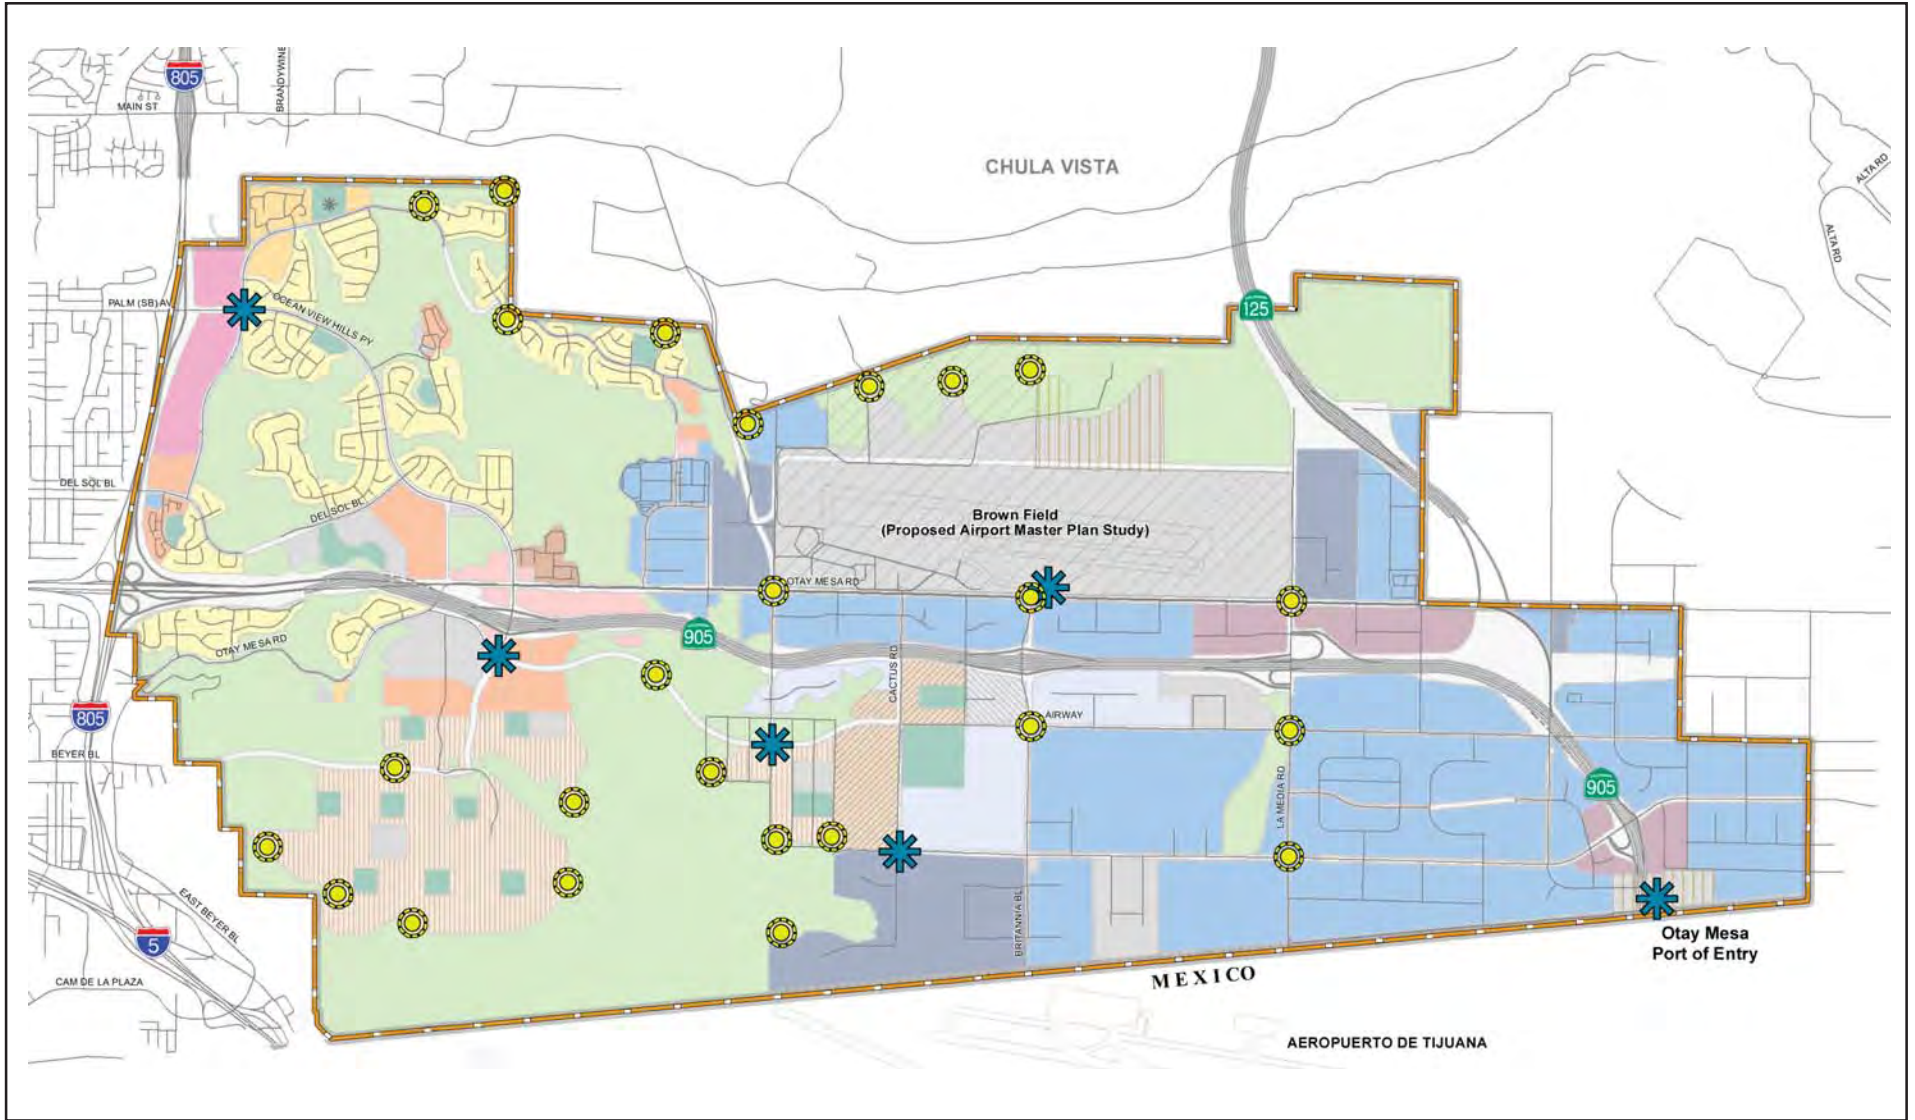 805
MAIN ST
BRANDYWINE
CHULA VISTA
ALTA RD
ALTA RD
PALM (SB) AV
OCEAN VIEW HILLS PY
125
DEL SOL BL
DEL SOL BL
Brown Field
(Proposed Airport Master Plan Study)
OTAY MESA RD
905
OTAY MESA RD
CACTUS RD
805
AIRWAY
BEYER BL
LA MEDIA RD
905
EAST BEYER BL
BRITANNIA BL
5
Otay Mesa
Port of Entry
CAM DE LA PLAZA
MEXICO
AEROPUERTO DE TIJUANA